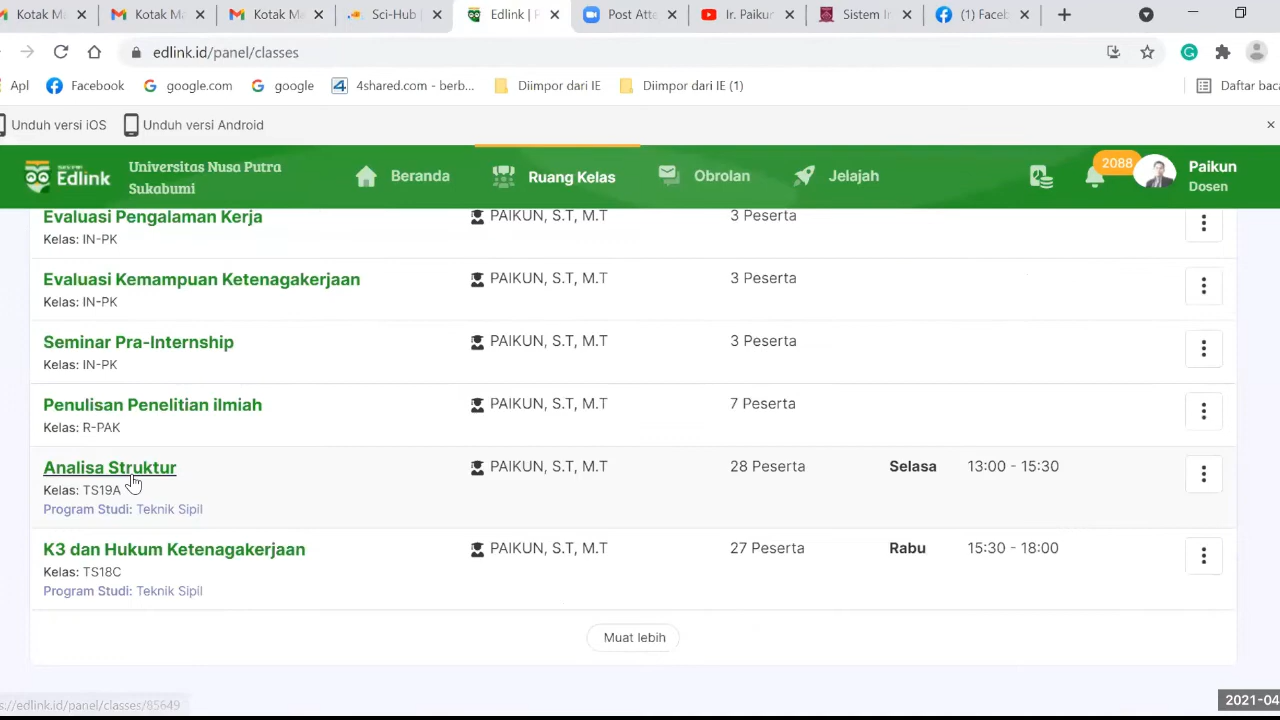 Kotak M
Kotak M
Kotak M
Sci-Hub |
Edlink | P
Post Atte
Ir. Paikun
Sistem In
(1) Faceb
edlink.id/panel/classes
Apl
Facebook
google.com
google
4shared.com - berb...
Diimpor dari IE
Diimpor dari IE (1)
Daftar baca
Unduh versi iOS
Unduh versi Android
Edlink
Universitas Nusa Putra
Sukabumi
Beranda
Ruang Kelas
Obrolan
Jelajah
2088
Paikun
Dosen
Evaluasi Pengalaman Kerja
PAIKUN, S.T, M.T
3 Peserta
Kelas: IN-PK
Evaluasi Kemampuan Ketenagakerjaan
PAIKUN, S.T, M.T
3 Peserta
Kelas: IN-PK
Seminar Pra-Internship
PAIKUN, S.T, M.T
3 Peserta
Kelas: IN-PK
Penulisan Penelitian ilmiah
PAIKUN, S.T, M.T
7 Peserta
Kelas: R-PAK
Analisa Struktur
PAIKUN, S.T, M.T
28 Peserta
Selasa
13:00 - 15:30
Kelas: TS19A
Program Studi: Teknik Sipil
K3 dan Hukum Ketenagakerjaan
PAIKUN, S.T, M.T
27 Peserta
Rabu
15:30 - 18:00
Kelas: TS18C
Program Studi: Teknik Sipil
Muat lebih
s://edlink.id/panel/classes/85649
2021-04